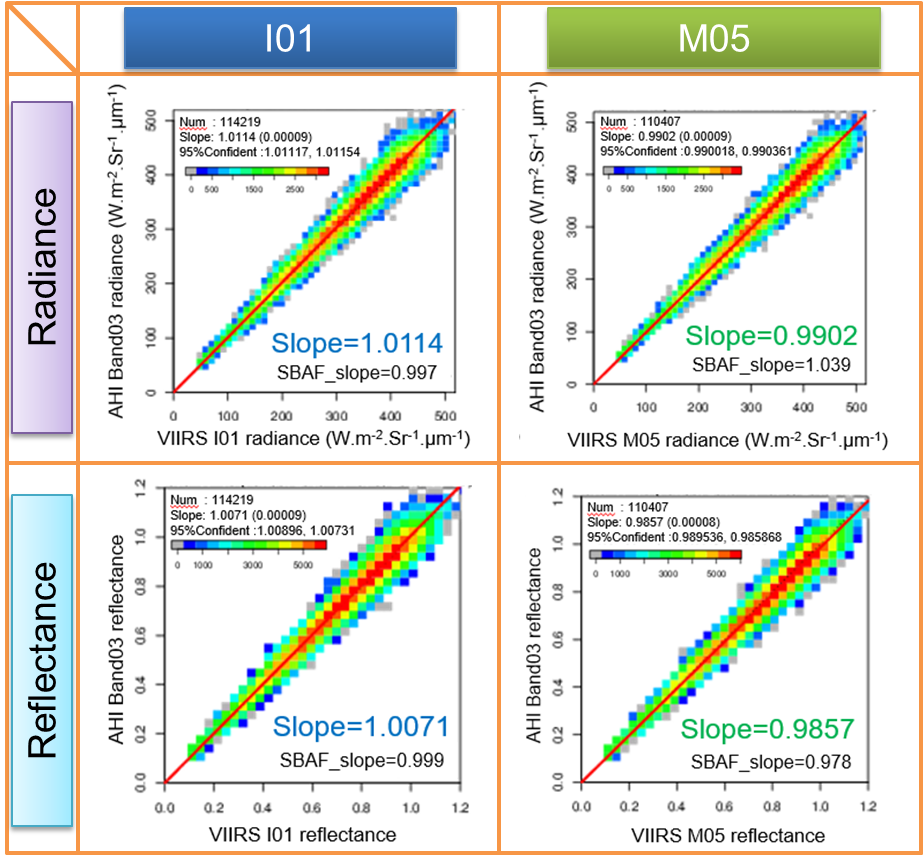 I01
M05
Radiance
Num : 114219
Slope: 1.0114 (0.00009)
95%Confident :1.01117, 1.01154
0 500 1500 2500
AHI Band03 radiance (W.m-2.Sr-1.µm-1)
500
400
300
200
100
0
Slope=1.0114
SBAF_slope=0.997
0 100 200 300 400 500
VIIRS I01 radiance (W.m-2.Sr-1.µm-1)
Num : 110407
Slope: 0.9902 (0.00009)
95%Confident :0.990018, 0.990361
0 500 1500 2500
AHI Band03 radiance (W.m-2.Sr-1.µm-1)
500
400
300
200
100
0
Slope=0.9902
SBAF_slope=1.039
0 100 200 300 400 500
VIIRS M05 radiance (W.m-2.Sr-1.µm-1)
Reflectance
Num : 114219
Slope: 1.0071 (0.00009)
95%Confident :1.00896, 1.00731
0 1000 3000 5000
AHI Band03 reflectance
1.2
1.0
0.8
0.6
0.4
0.2
0.0
Slope=1.0071
SBAF_slope=0.999
0.0 0.2 0.4 0.6 0.8 1.0 1.2
VIIRS I01 reflectance
Num : 110407
Slope: 0.9857 (0.00008)
95%Confident :0.989536, 0.985868
0 1000 3000 5000
AHI Band03 reflectance
1.2
1.0
0.8
0.6
0.4
0.2
0.0
Slope=0.9857
SBAF_slope=0.978
0.0 0.2 0.4 0.6 0.8 1.0 1.2
VIIRS M05 reflectance